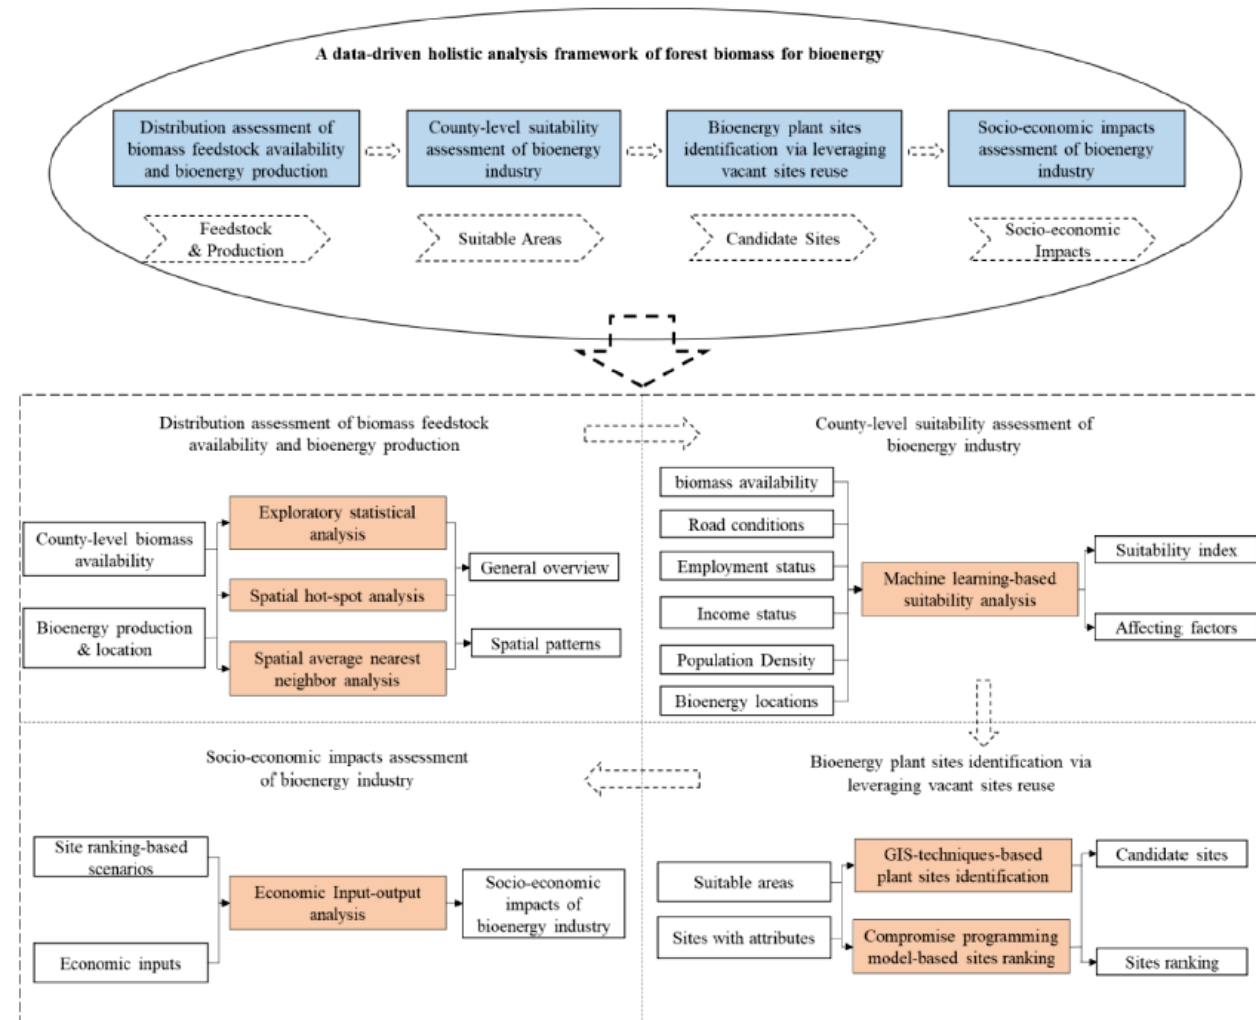 A data-driven holistic analysis framework of forest biomass for bioenergy
Distribution assessment of
biomass feedstock availability
and bioenergy production
County-level suitability
assessment of bioenergy
industry
Bioenergy plant sites
identification via leveraging
vacant sites reuse
Socio-economic impacts
assessment of bioenergy
industry
Feedstock
& Production
Suitable Areas
Candidate Sites
Socio-economic
Impacts
Distribution assessment of biomass feedstock
availability and bioenergy production
County-level biomass
availability
Bioenergy production
& location
Exploratory statistical
analysis
Spatial hot-spot analysis
Spatial average nearest
neighbor analysis
General overview
Spatial patterns
County-level suitability assessment of
bioenergy industry
biomass availability
Road conditions
Employment status
Income status
Population Density
Bioenergy locations
Machine learning-based
suitability analysis
Suitability index
Affecting factors
Socio-economic impacts assessment
of bioenergy industry
Site ranking-based
scenarios
Economic inputs
Economic Input-output
analysis
Socio-economic
impacts of
bioenergy industry
Bioenergy plant sites identification via
leveraging vacant sites reuse
Suitable areas
Sites with attributes
GIS-techniques-based
plant sites identification
Compromise programming
model-based sites ranking
Candidate sites
Sites ranking